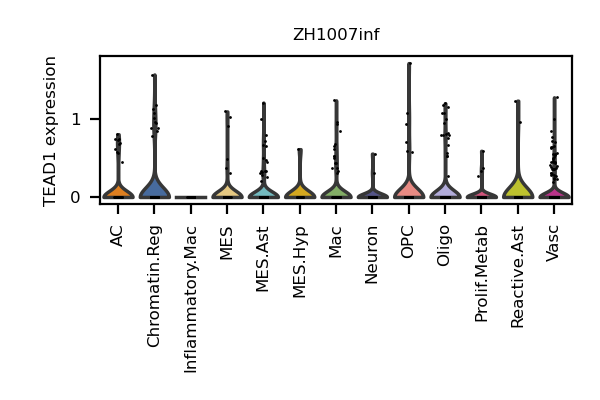 ZH1007inf
TEAD1 expression
1
0
AC
Chromatin.Reg
Inflammatory.Mac
MES
MES.Ast
MES.Hyp
Mac
Neuron
OPC
Oligo
Prolif.Metab
Reactive.Ast
Vasc